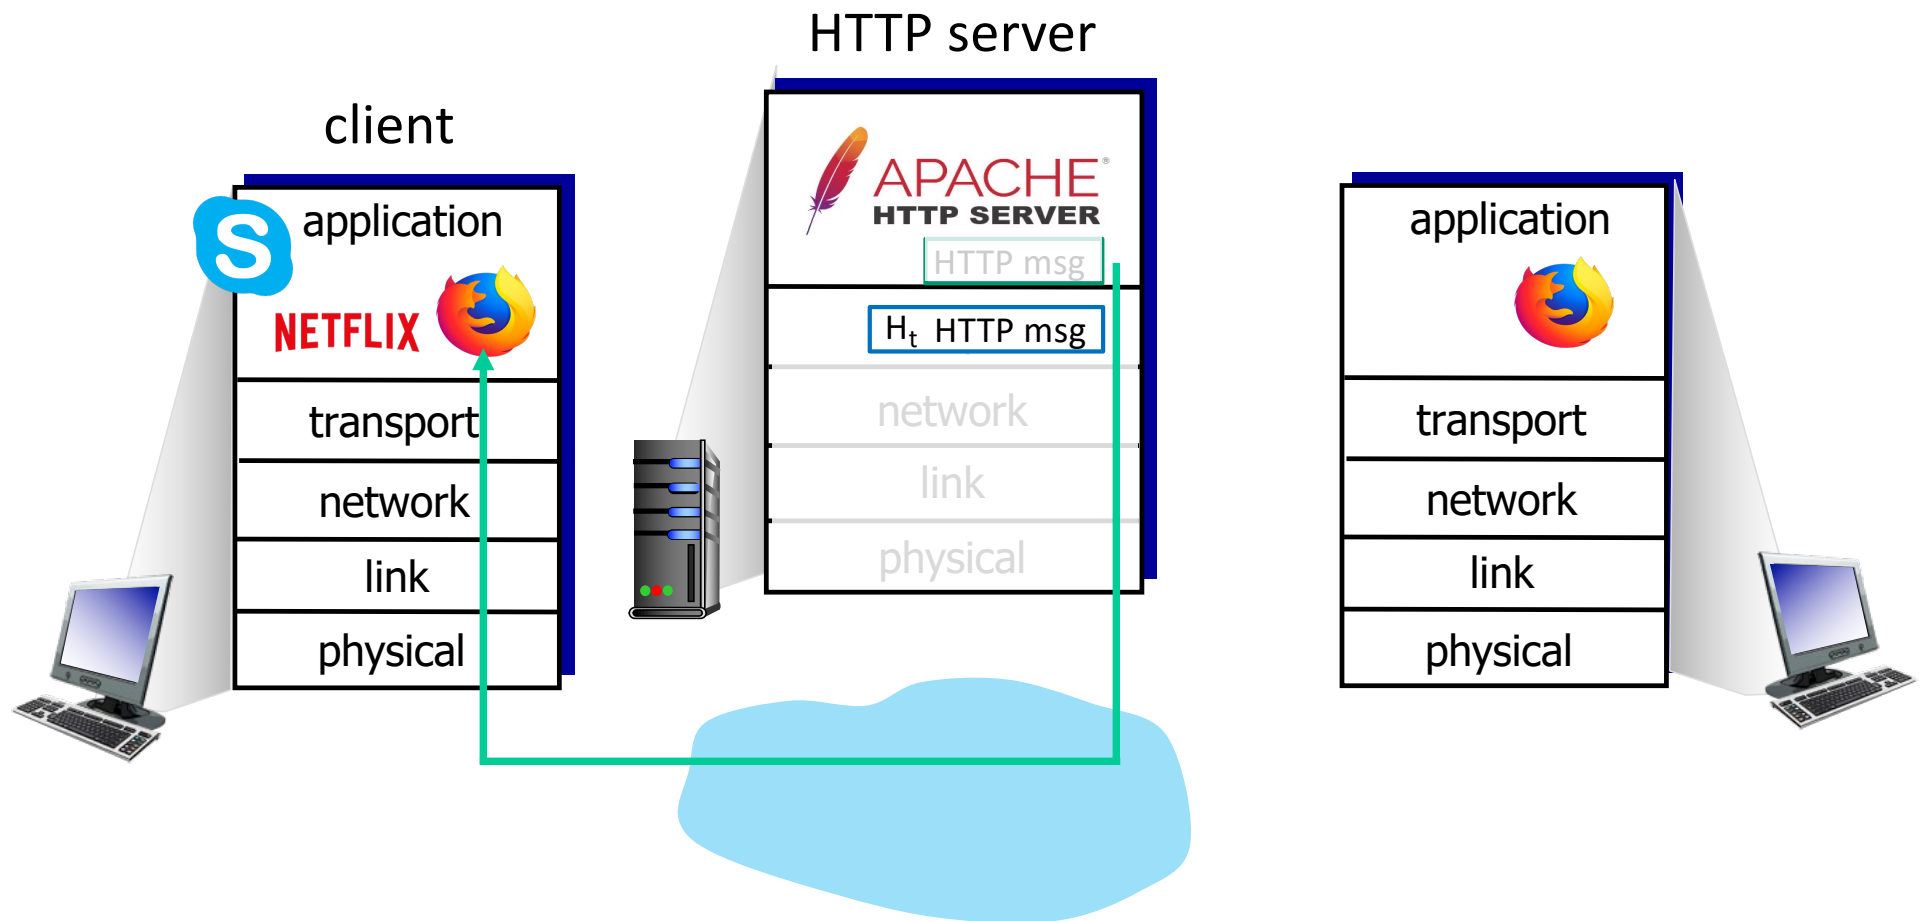 HTTP server
client
application
S
NETFLIX
transport
network
link
physical
APACHE®
HTTP SERVER
HTTP msg
Ht HTTP msg
network
link
physical
application
transport
network
link
physical